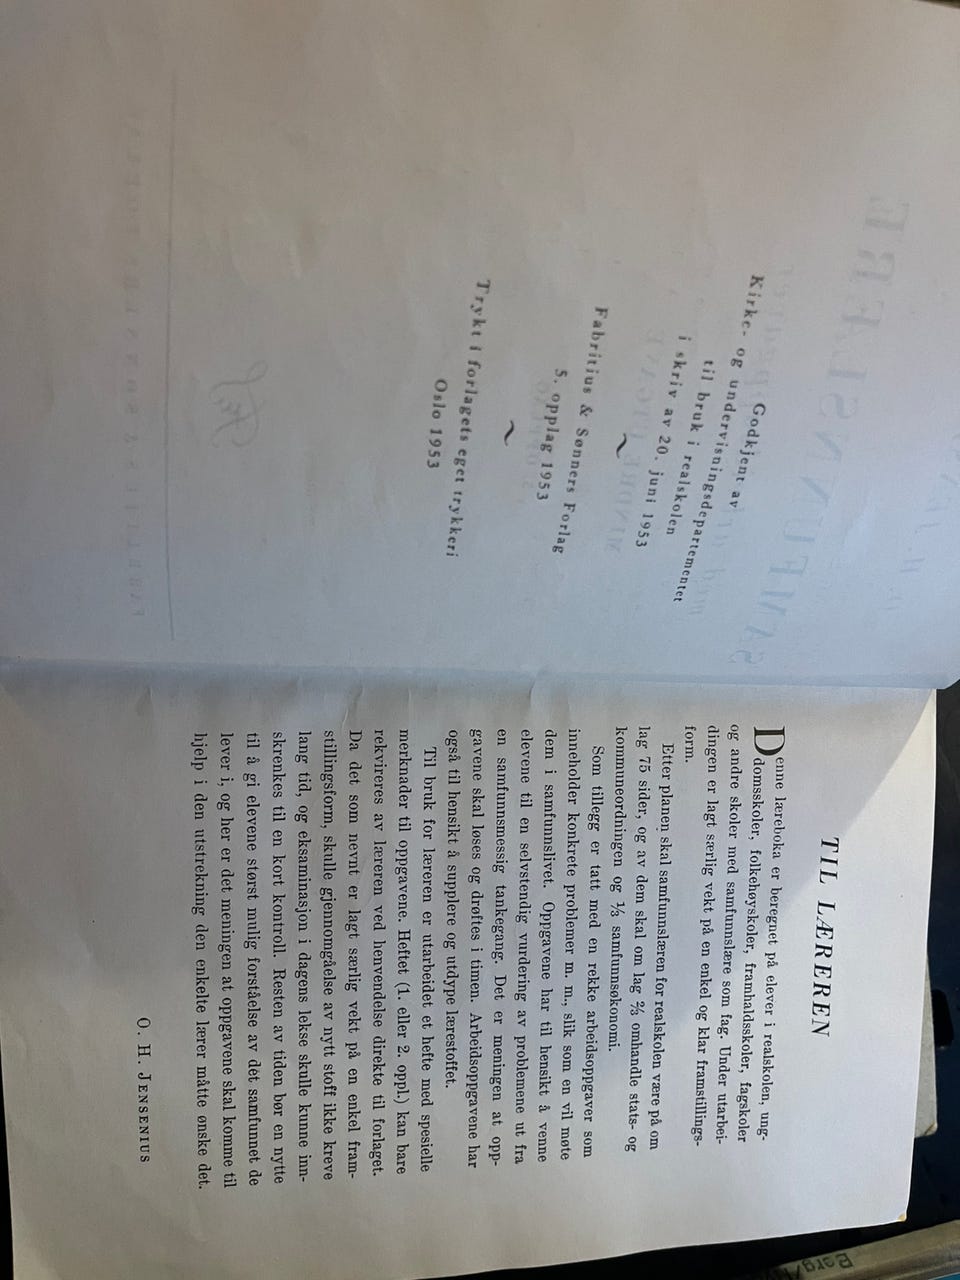 Godkjent av
Kirke- og undervisningsdepartementet
til bruk i realskolen
i skriv av 20. juni 1953
Fabritius & Sønners Forlag
5. opplag 1953
Trykt i forlagets eget trykkeri
Oslo 1953
TIL LÆREREN
Denne læreboka er beregnet på elever i realskolen, ung-
domsskoler, folkehøyskoler, framhaldsskoler, fagskoler
og andre skoler med samfunnslære som fag. Under utarbei-
dingen er lagt særlig vekt på en enkel og klar framstillings-
form.
Etter planen skal samfunnslæren for realskolen være på om
lag 75 sider, og av dem skal om lag ⅔ omhandle stats- og
kommuneordningen og ⅓ samfunnsøkonomi.
Som tillegg er tatt med en rekke arbeidsoppgaver som
inneholder konkrete problemer m. m., slik som en vil møte
dem i samfunnslivet. Oppgavene har til hensikt å venne
elevene til en selvstendig vurdering av problemene ut fra
en samfunnsmessig tankegang. Det er meningen at opp-
gavene skal løses og drøftes i timen. Arbeidsoppgavene har
også til hensikt å supplere og utdype lærestoffet.
Til bruk for læreren er utarbeidet et hefte med spesielle
merknader til oppgavene. Heftet (1. eller 2. oppl.) kan bare
rekvireres av læreren ved henvendelse direkte til forlaget.
Da det som nevnt er lagt særlig vekt på en enkel fram-
stillingsform, skulle gjennomgåelse av nytt stoff ikke kreve
lang tid, og eksaminasjon i dagens lekse skulle kunne inn-
skrenkes til en kort kontroll. Resten av tiden bør en nytte
til å gi elevene størst mulig forståelse av det samfunnet de
lever i, og her er det meningen at oppgavene skal komme til
hjelp i den utstrekning den enkelte lærer måtte ønske det.
O. H. JENSENIUS